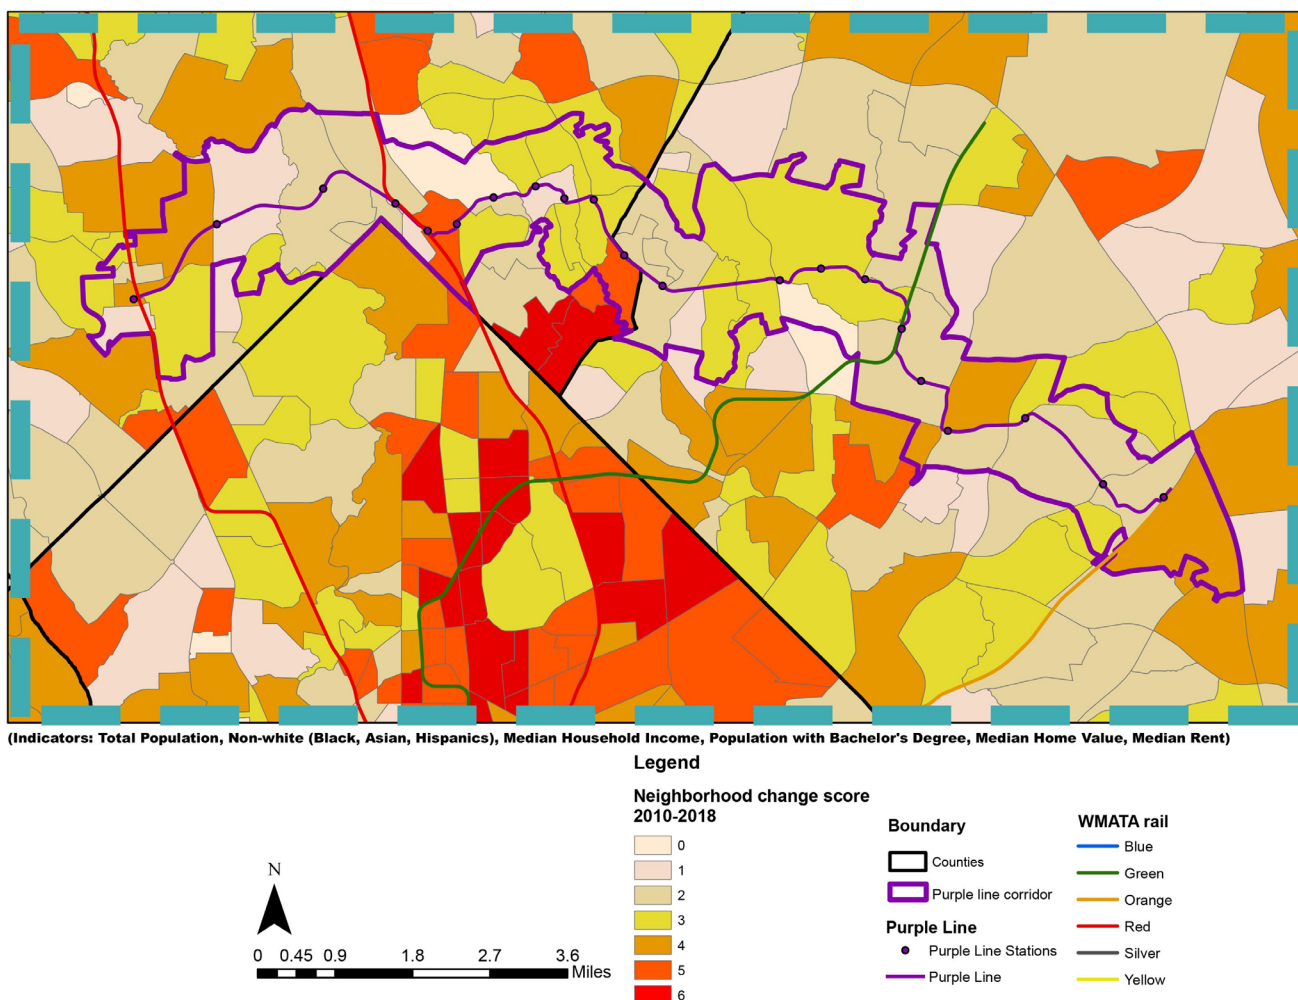 (Indicators: Total Population, Non-white (Black, Asian, Hispanics), Median Household Income, Population with Bachelor's Degree, Median Home Value, Median Rent)
Legend
Neighborhood change score
2010-2018
0
1
2
3
4
5
6
Boundary
Counties
Purple line corridor
Purple Line
Purple Line Stations
Purple Line
WMATA rail
Blue
Green
Orange
Red
Silver
Yellow
N
0 0.45 0.9 1.8 2.7 3.6
Miles